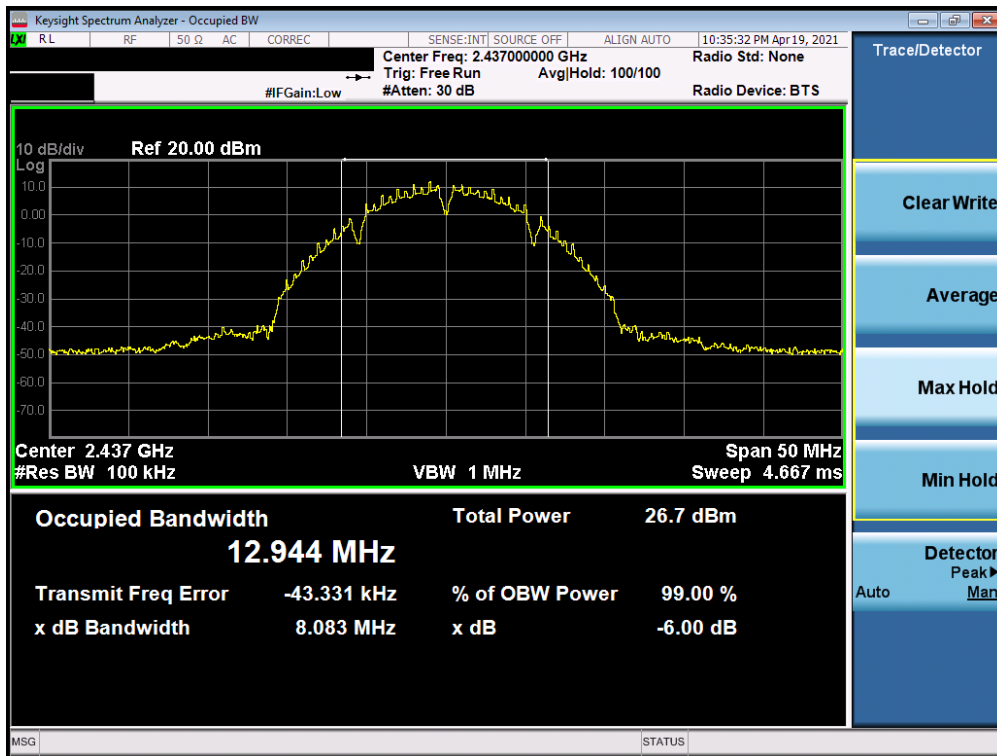 Keysight Spectrum Analyzer - Occupied BW
LXI RL RF 50 Ω AC CORREC SENSE:INT SOURCE OFF ALIGN AUTO 10:35:32 PM Apr 19, 2021
Center Freq: 2.437000000 GHz Radio Std: None
Trig: Free Run Avg|Hold: 100/100
#IFGain:Low #Atten: 30 dB Radio Device: BTS
Trace/Detector
10 dB/div Ref 20.00 dBm
Log
10.0
0.00
-10.0
-20.0
-30.0
-40.0
-50.0
-60.0
-70.0
Center 2.437 GHz Span 50 MHz
#Res BW 100 kHz VBW 1 MHz Sweep 4.667 ms
Occupied Bandwidth Total Power 26.7 dBm
12.944 MHz
Transmit Freq Error -43.331 kHz % of OBW Power 99.00 %
x dB Bandwidth 8.083 MHz x dB -6.00 dB
Clear Write
Average
Max Hold
Min Hold
Detector
Peak
Auto Man
MSG STATUS